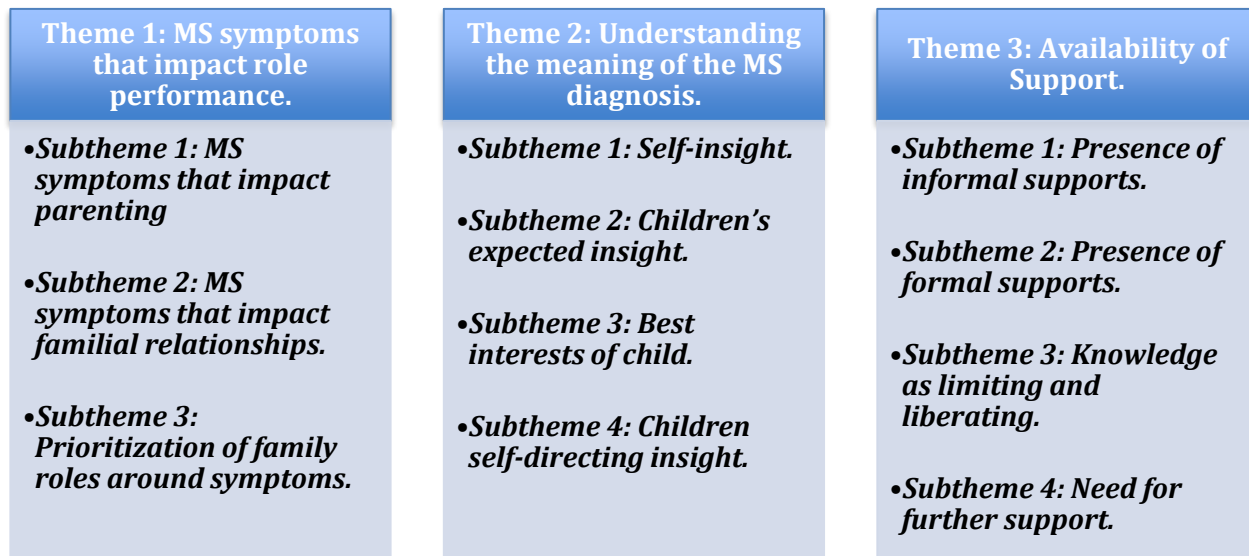 Theme 1: MS symptoms
that impact role
performance.
•Subtheme 1: MS
symptoms that impact
parenting
•Subtheme 2: MS
symptoms that impact
familial relationships.
•Subtheme 3:
Prioritization of family
roles around symptoms.
Theme 2: Understanding
the meaning of the MS
diagnosis.
•Subtheme 1: Self-insight.
•Subtheme 2: Children’s
expected insight.
•Subtheme 3: Best
interests of child.
•Subtheme 4: Children
self-directing insight.
Theme 3: Availability of
Support.
•Subtheme 1: Presence of
informal supports.
•Subtheme 2: Presence of
formal supports.
•Subtheme 3: Knowledge
as limiting and
liberating.
•Subtheme 4: Need for
further support.